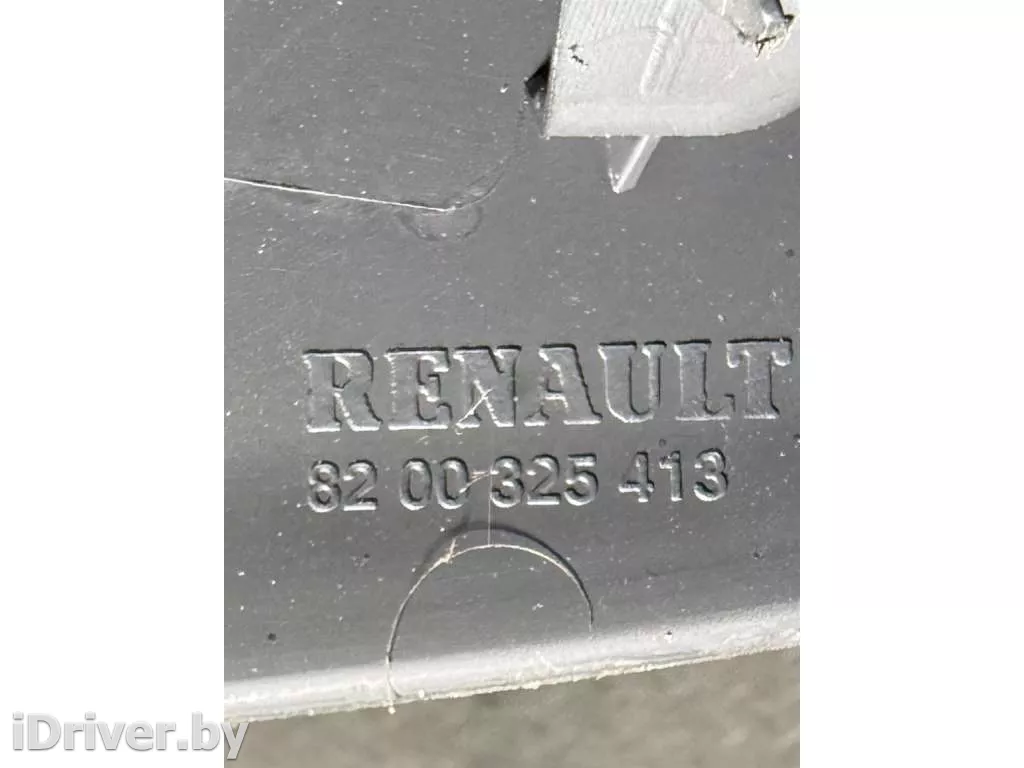 RENAULT
82 00 325 413
iDriver.by